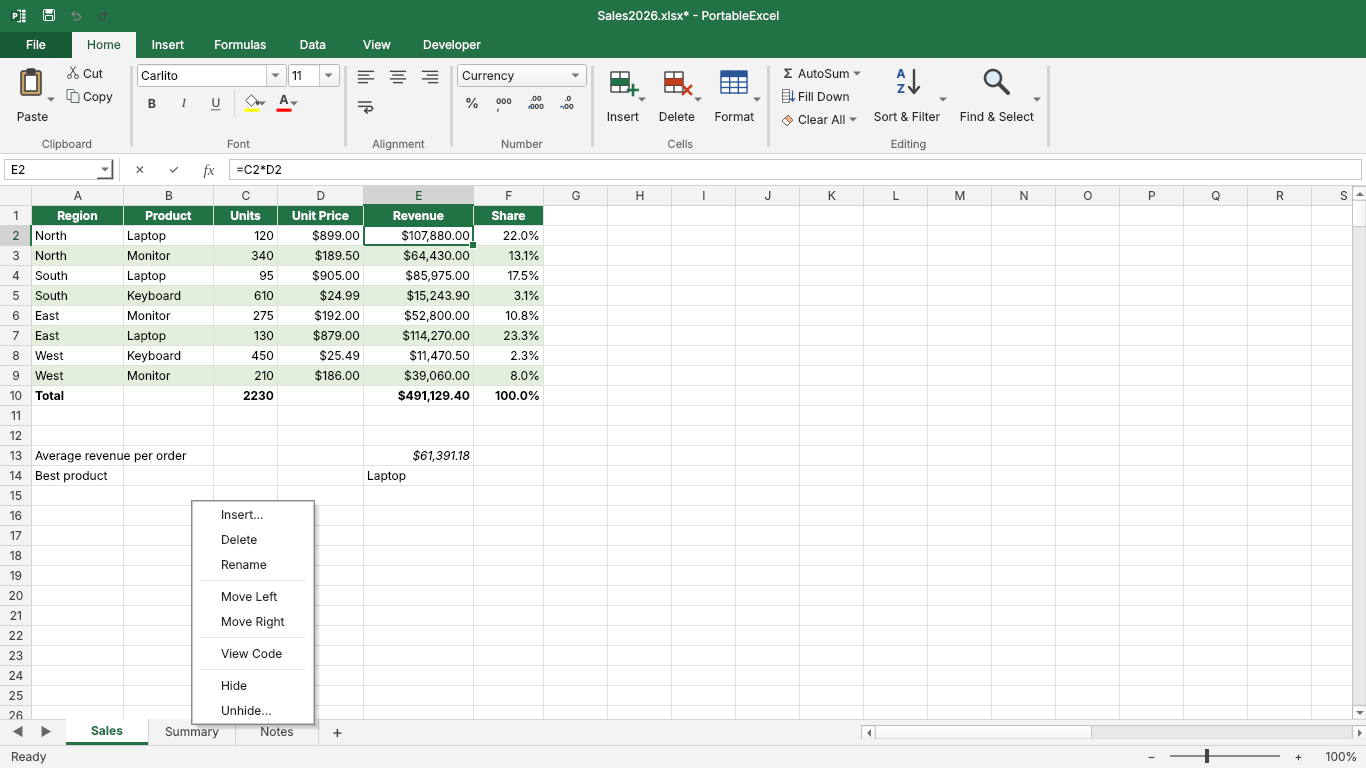 Sales2026.xlsx* - PortableExcel
File Home Insert Formulas Data View Developer
Paste Cut Copy
Clipboard
Carlito 11
B I U A
Font
Alignment
Currency
% 000 , .00 .000 .0 .00
Number
Insert Delete Format
Cells
Σ AutoSum
Fill Down
Clear All
A Z Sort & Filter
Find & Select
Editing
E2 fx =C2*D2
A B C D E F G H I J K L M N O P Q R S
1 Region Product Units Unit Price Revenue Share
2 North Laptop 120 $899.00 $107,880.00 22.0%
3 North Monitor 340 $189.50 $64,430.00 13.1%
4 South Laptop 95 $905.00 $85,975.00 17.5%
5 South Keyboard 610 $24.99 $15,243.90 3.1%
6 East Monitor 275 $192.00 $52,800.00 10.8%
7 East Laptop 130 $879.00 $114,270.00 23.3%
8 West Keyboard 450 $25.49 $11,470.50 2.3%
9 West Monitor 210 $186.00 $39,060.00 8.0%
10 Total 2230 $491,129.40 100.0%
11
12
13 Average revenue per order $61,391.18
14 Best product Laptop
15
16
17
18
19
20
21
22
23
24
25
26
Insert...
Delete
Rename
Move Left
Move Right
View Code
Hide
Unhide...
Sales Summary Notes +
Ready − + 100%